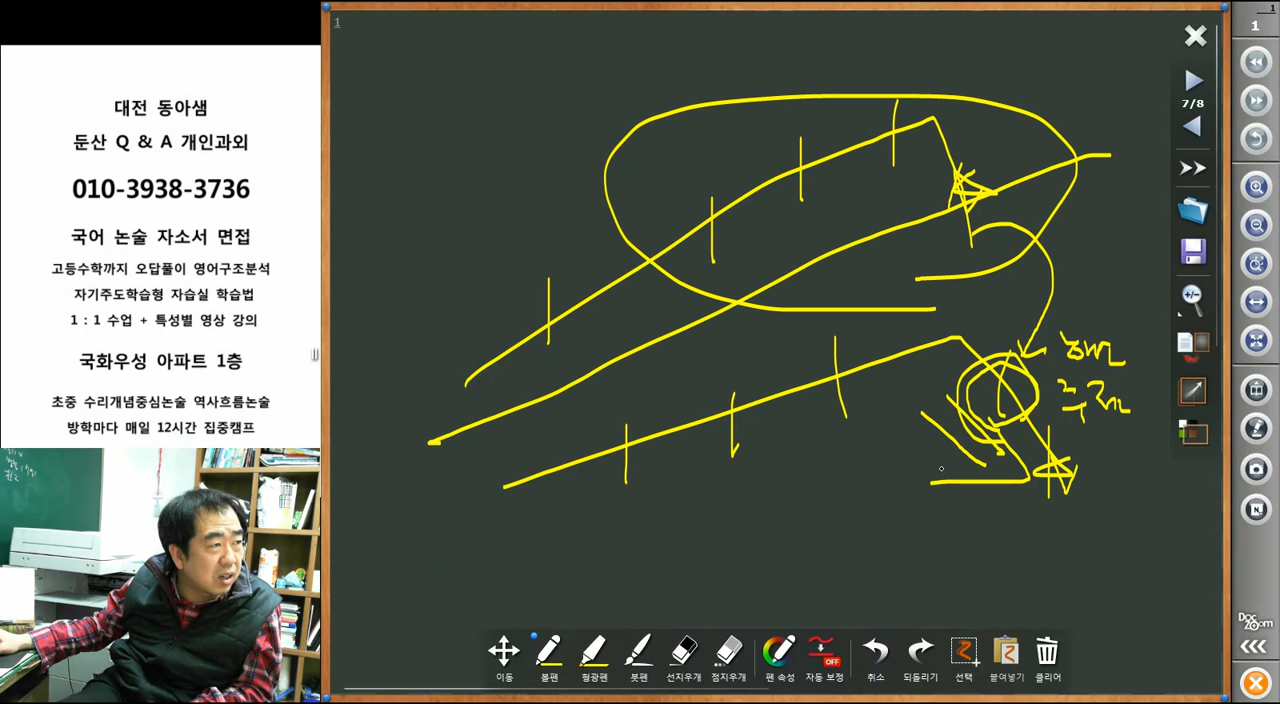 대전 동아샘
둔산 Q & A 개인과외
010-3938-3736
국어 논술 자소서 면접
고등수학까지 오답풀이 영어구조분석
자기주도학습형 자습실 학습법
1 : 1 수업 + 특성별 영상 강의
국화우성 아파트 1층
초중 수리개념중심논술 역사흐름논술
방학마다 매일 12시간 집중캠프
1
1
1
7/8
이동
볼펜
형광펜
붓펜
선지우개
점지우개
펜 속성
OFF
자동 보정
취소
되돌리기
선택
붙여넣기
클리어
Doc
Zoom